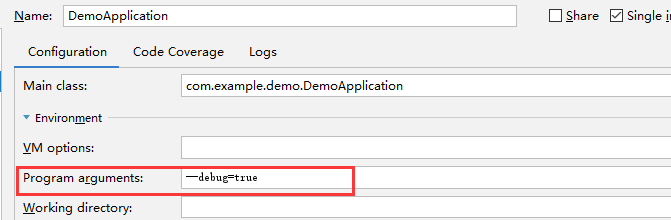 Name: DemoApplication Share Single in
Configuration Code Coverage Logs
Main class: com.example.demo.DemoApplication
Environment
VM options:
Program arguments: —debug=true
Working directory: